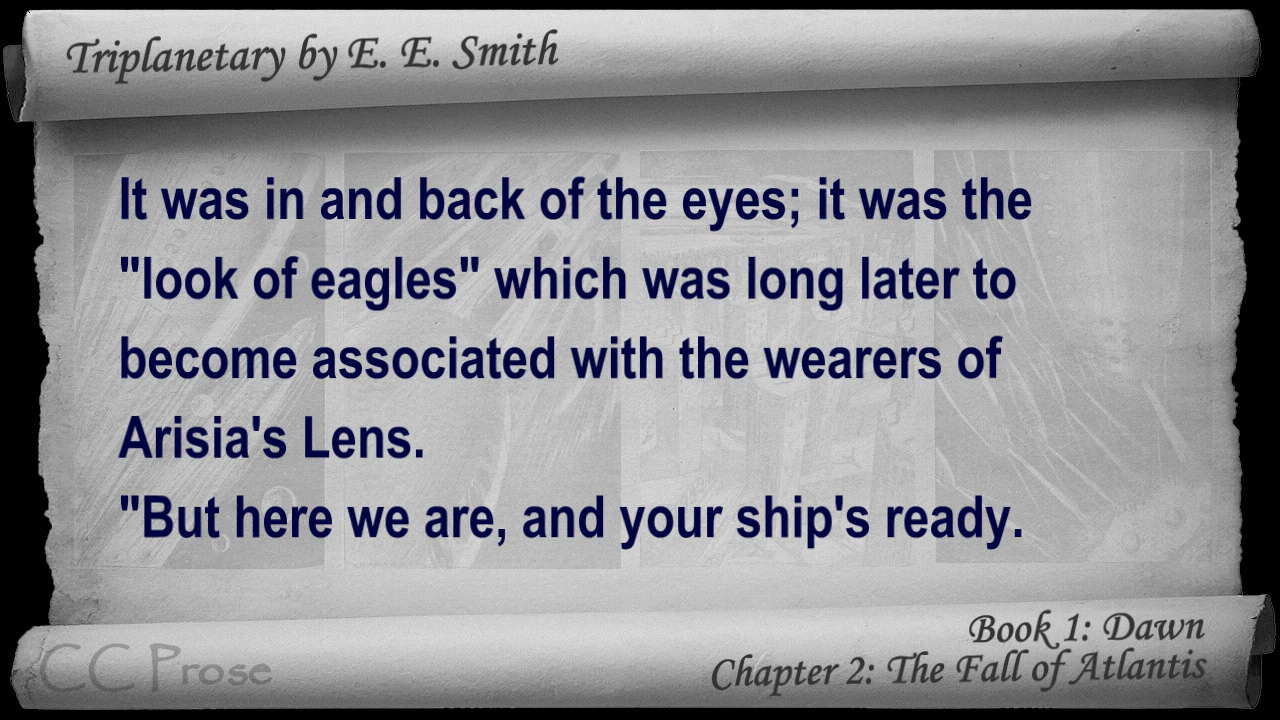 Triplanetary by E. E. Smith
It was in and back of the eyes; it was the
"look of eagles" which was long later to
become associated with the wearers of
Arisia's Lens.
"But here we are, and your ship's ready.
Book 1: Dawn
Chapter 2: The Fall of Atlantis
CC Prose